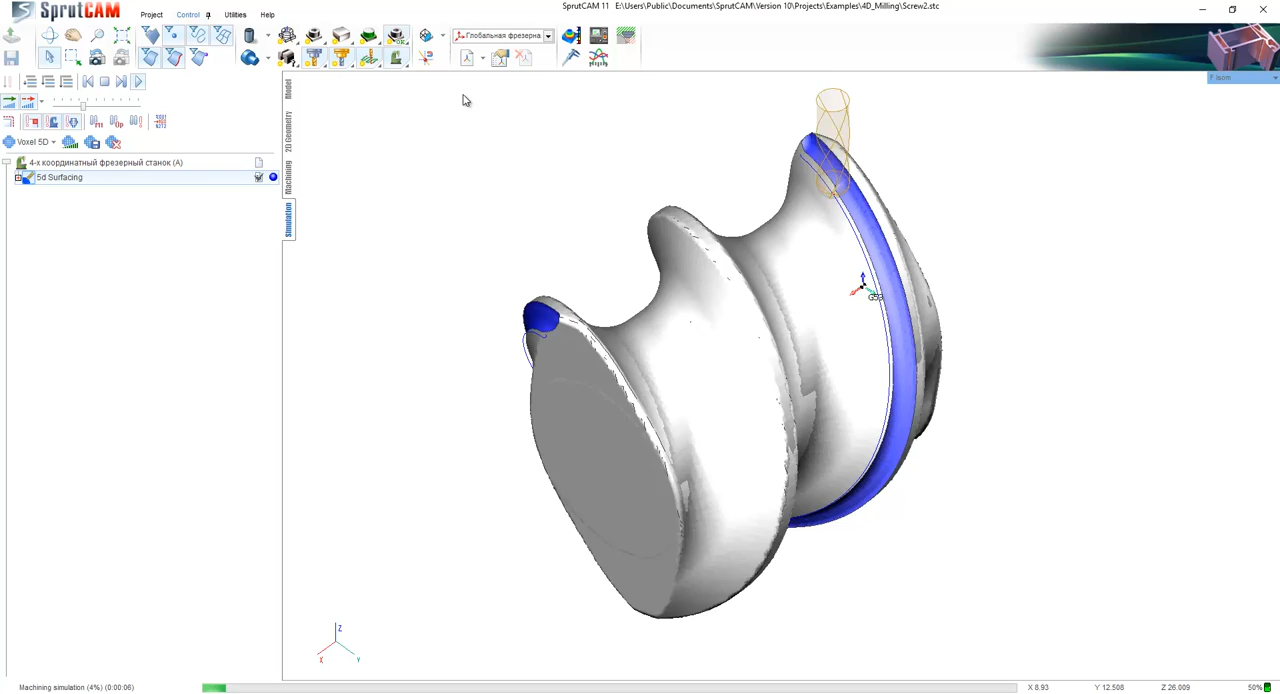 SprutCAM
Project
Control
Utilities
Help
SprutCAM 11 E:\Users\Public\Documents\SprutCAM\Version 10\Projects\Examples\4D_Milling\Screw2.stc
Глобальная фрезерна
Voxel 5D
4-х координатный фрезерный станок (A)
5d Surfacing
Model
2D Geometry
Machining
Simulation
G53
Z
X
Y
Machining simulation (4%) (0:00:06)
X 8.93
Y 12.508
Z 26.009
50%